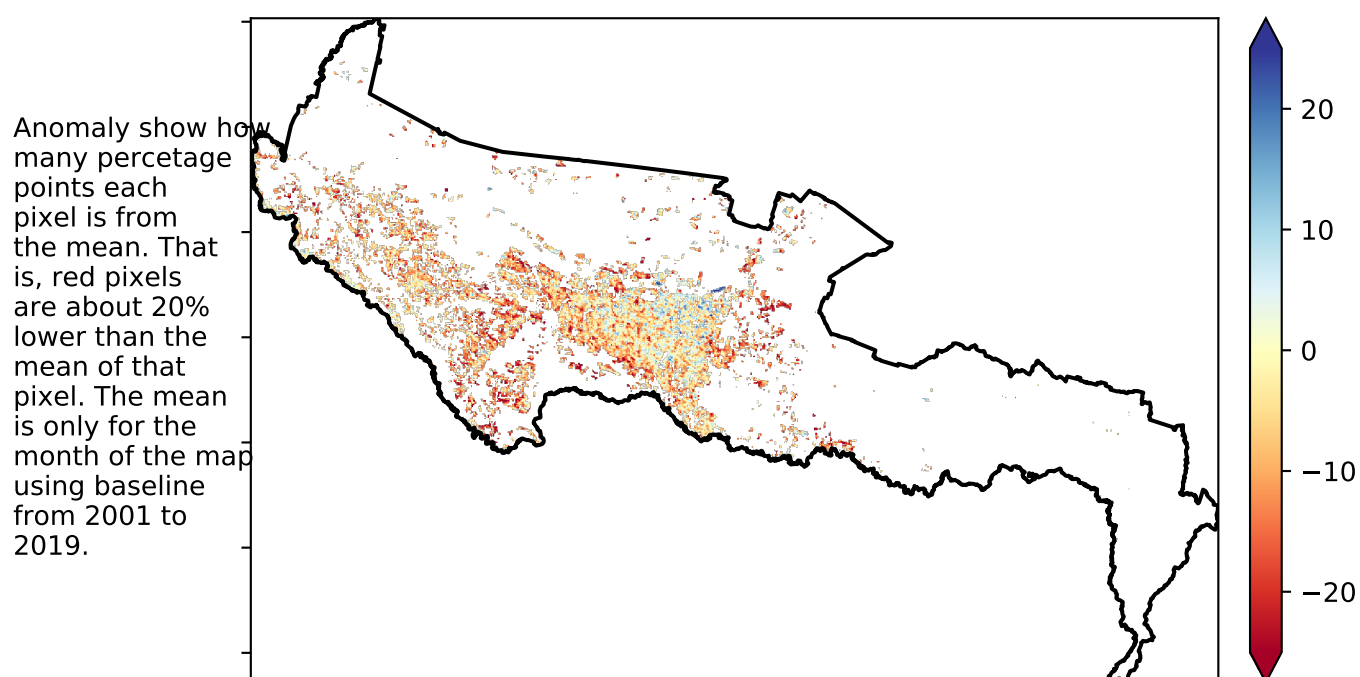 Anomaly show how
many percetage
points each
pixel is from
the mean. That
is, red pixels
are about 20%
lower than the
mean of that
pixel. The mean
is only for the
month of the map
using baseline
from 2001 to
2019.
20
10
0
−10
−20